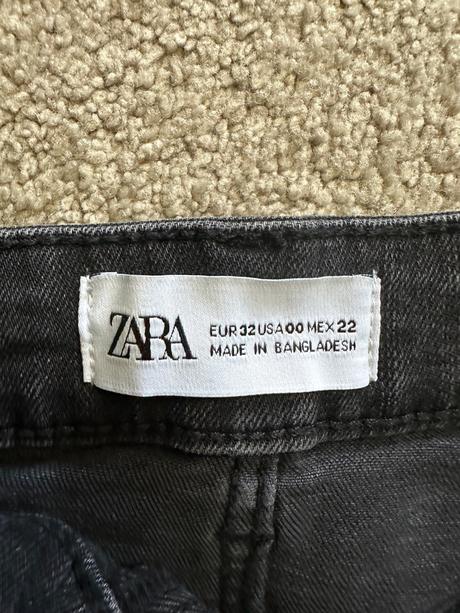 ZARA
EUR 32 USA 00 MEX 22
MADE IN BANGLADESH